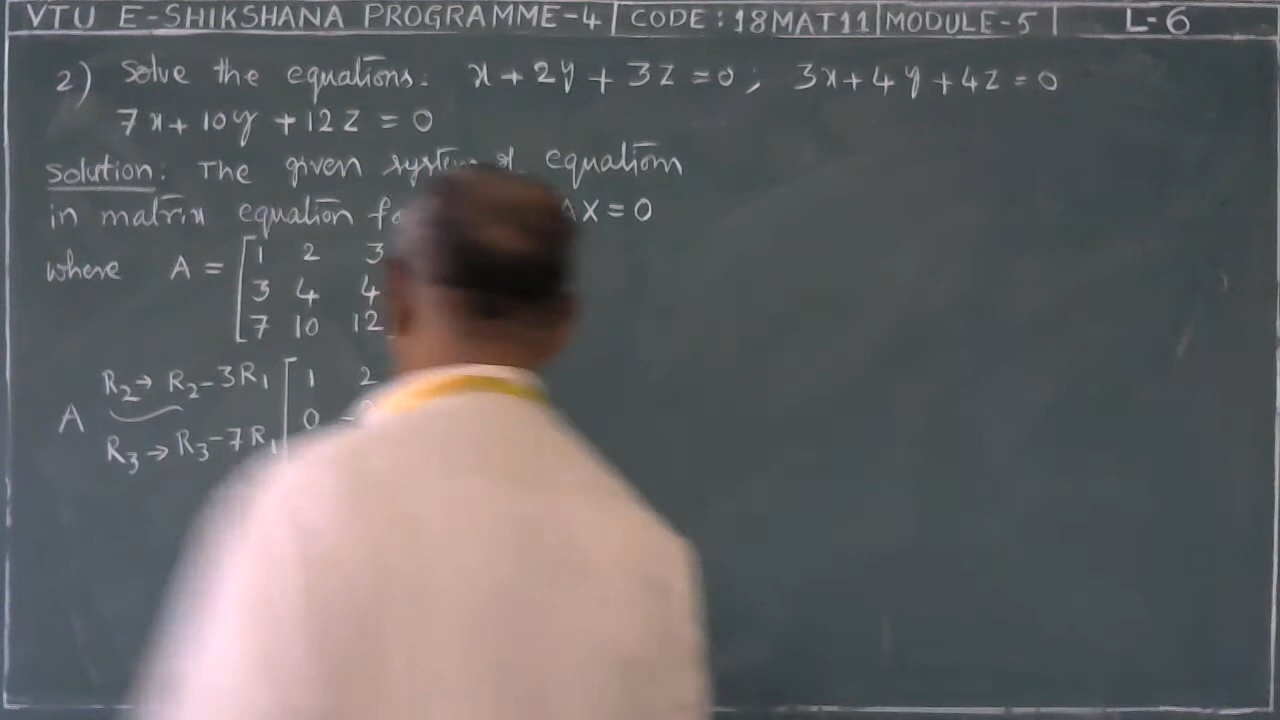 VTU E-SHIKSHANA PROGRAMME-4 | CODE: 18MAT11 | MODULE-5 | L-6
2) Solve the equations: x+2y+3z=0; 3x+4y+4z=0
7x+10y+12z=0
Solution: The given system of equation
in matrix equation X=0
where A = [1 2 3
3 4 4
7 10 12
R2→ R2-3R1 [1 2
A 0
R3→R3-7R1